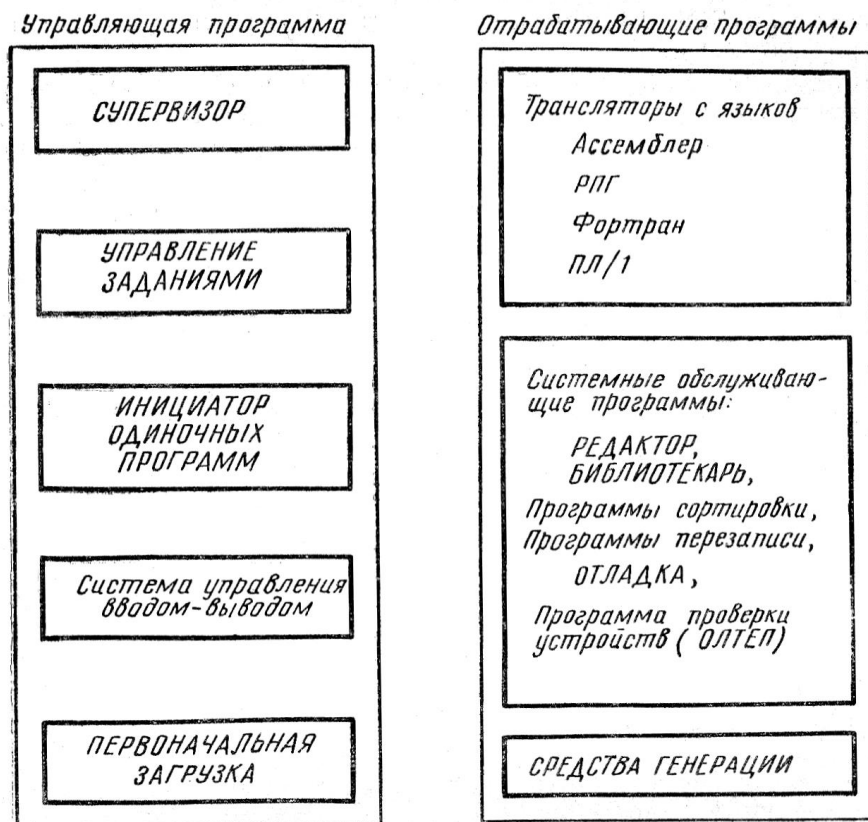 Управляющая программа
СУПЕРВИЗОР
УПРАВЛЕНИЕ
ЗАДАНИЯМИ
ИНИЦИАТОР
ОДИНОЧНЫХ
ПРОГРАММ
Система управления
вводом-выводом
ПЕРВОНАЧАЛЬНАЯ
ЗАГРУЗКА
Отрабатывающие программы
Трансляторы с языков
Ассемблер
РПГ
Фортран
ПЛ/1
Системные обслуживаю-
щие программы:
РЕДАКТОР,
БИБЛИОТЕКАРЬ,
Программы сортировки,
Программы перезаписи,
ОТЛАДКА,
Программа проверки
устройств ( ОЛТЕП)
СРЕДСТВА ГЕНЕРАЦИИ